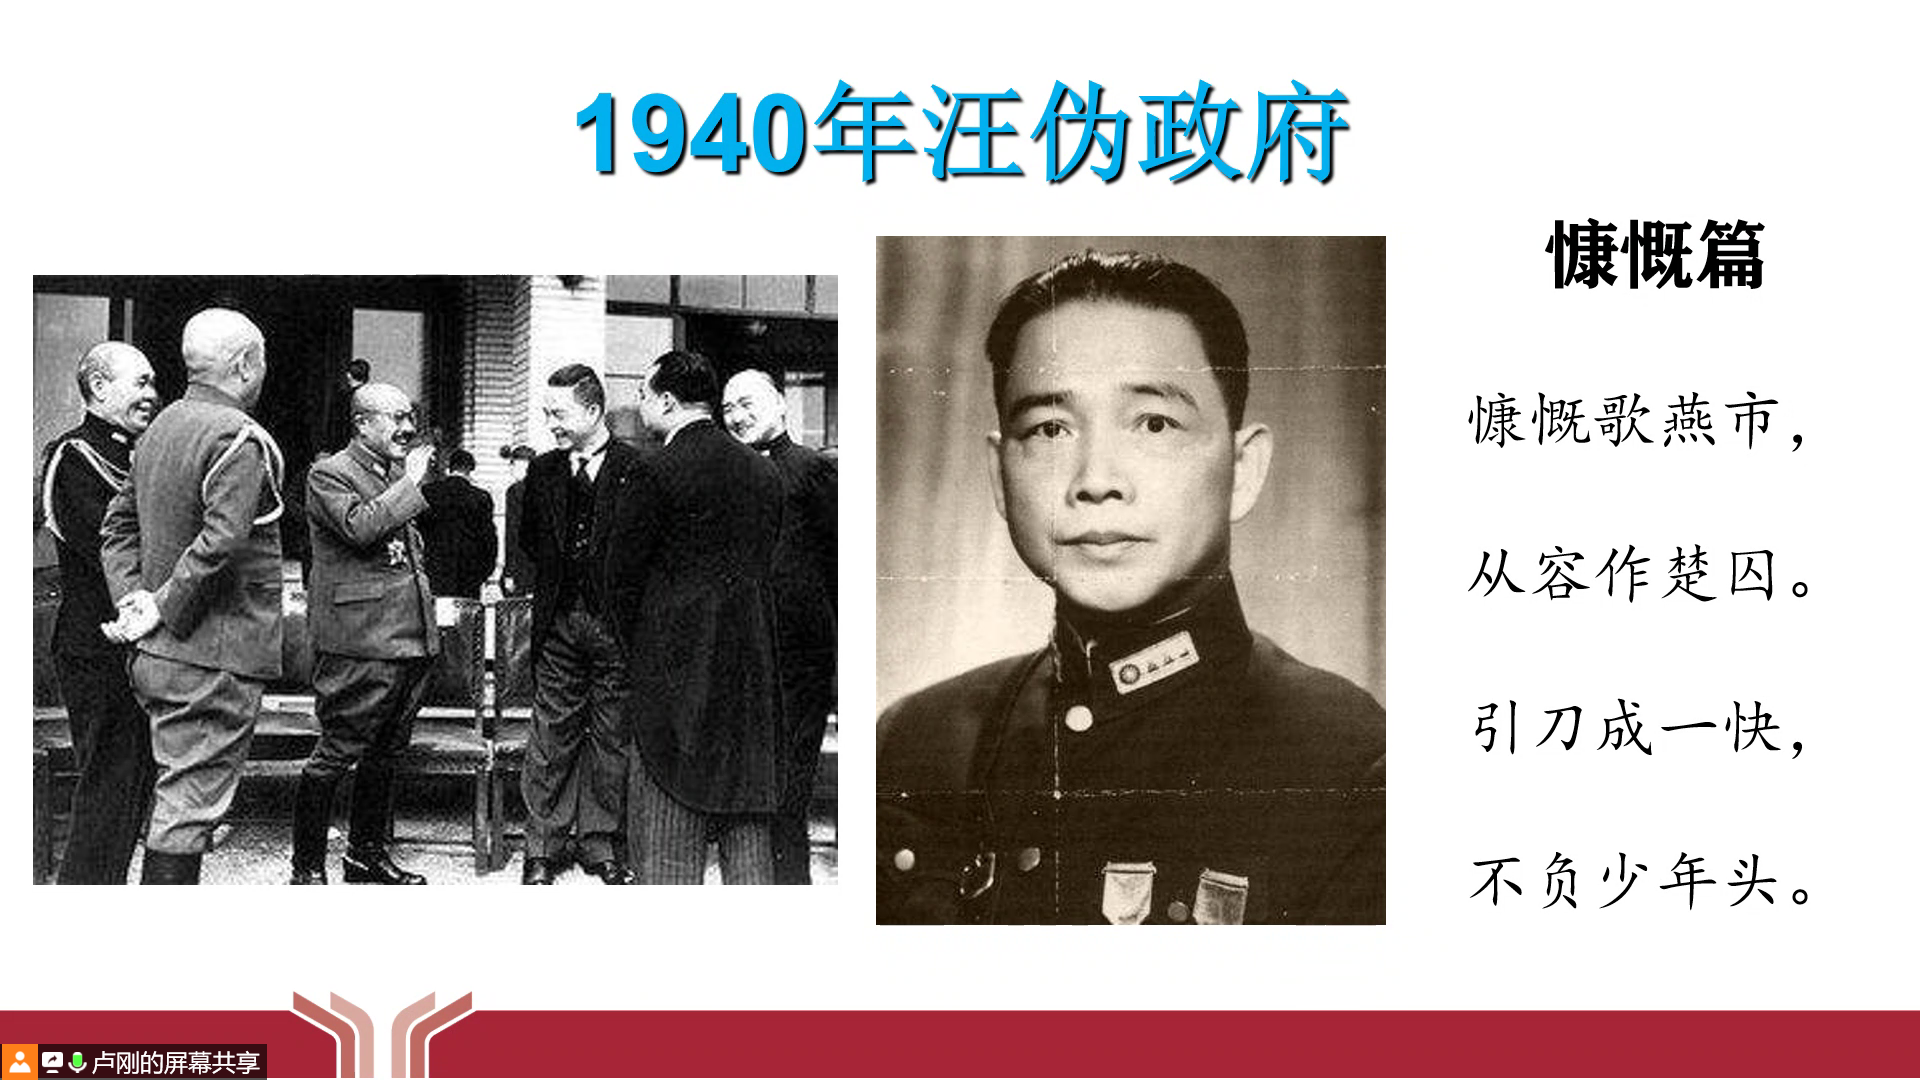 1940年汪伪政府
慷慨篇
慷慨歌燕市，
从容作楚囚。
引刀成一快，
不负少年头。
卢刚的屏幕共享